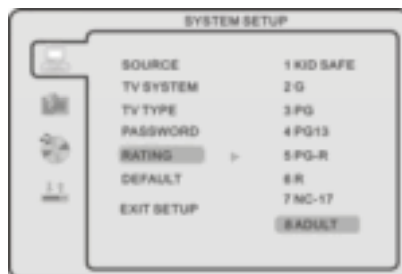 SYSTEM SETUP
SOURCE
TV SYSTEM
TV TYPE
PASSWORD
RATING
DEFAULT
EXIT SETUP
1 KID SAFE
2 G
3 PG
4 PG13
5 PG-R
6 R
7 NC-17
8 ADULT